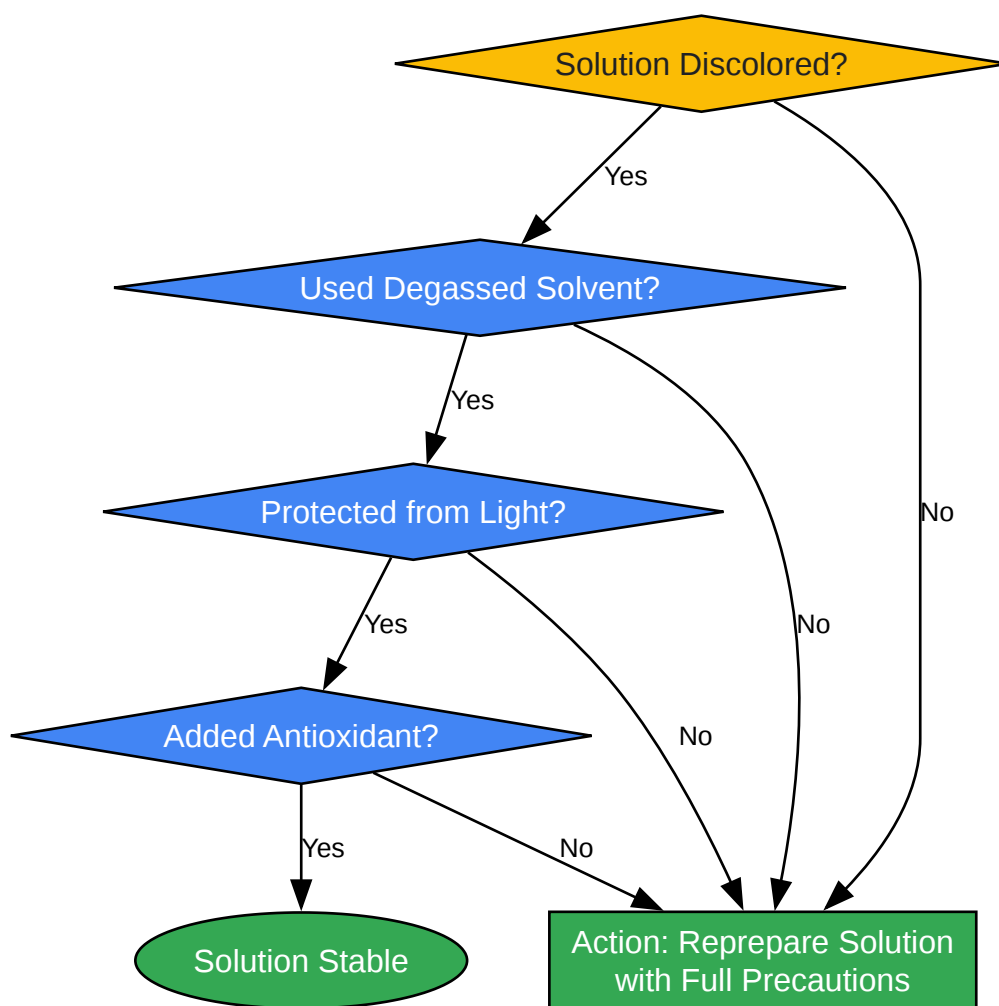 Solution Discolored?
Yes
Used Degassed Solvent?
Yes
Protected from Light?
No
Yes
No
Added Antioxidant?
No
Yes
No
Solution Stable
Action: Reprepare Solution
with Full Precautions